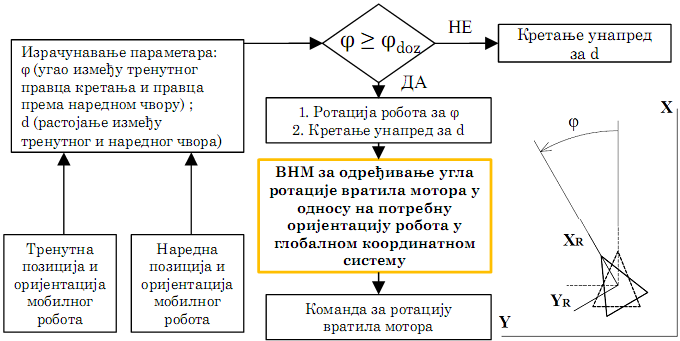 Израчунавање параметара:
φ (угао између тренутног
правца кретања и правца
према наредном чвору) ;
d (растојање између
тренутног и наредног чвора)
φ ≥ φdoz
НЕ
Кретање унапред
за d
ДА
1. Ротација робота за φ
2. Кретање унапред за d
ВНМ за одређивање угла
ротације вратила мотора у
односу на потребну
оријентацију робота у
глобалном координатном
систему
Команда за ротацију
вратила мотора
Тренутна
позиција и
оријентација
мобилног
робота
Наредна
позиција и
оријентација
мобилног
робота
X
φ
XR
YR
Y